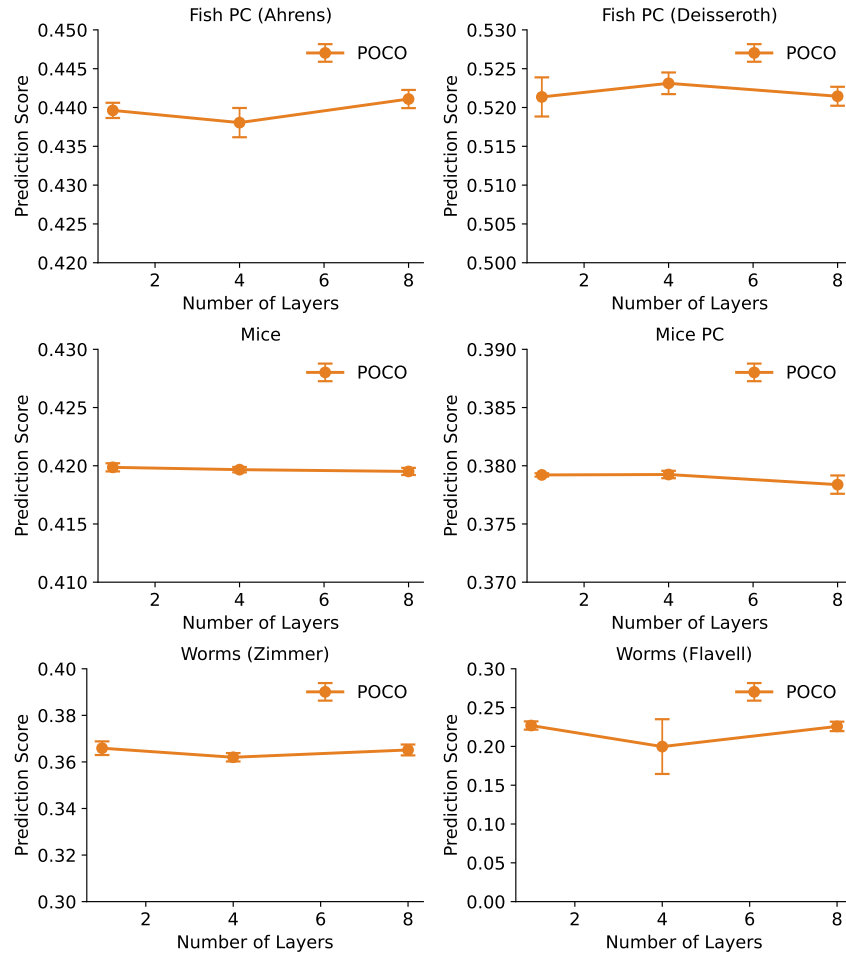 Fish PC (Ahrens)
0.450
0.445
0.440
0.435
0.430
0.425
0.420
Prediction Score
POCO
2 4 6 8
Number of Layers
Fish PC (Deisseroth)
0.530
0.525
0.520
0.515
0.510
0.505
0.500
Prediction Score
POCO
2 4 6 8
Number of Layers
Mice
0.430
0.425
0.420
0.415
0.410
Prediction Score
POCO
2 4 6 8
Number of Layers
Mice PC
0.390
0.385
0.380
0.375
0.370
Prediction Score
POCO
2 4 6 8
Number of Layers
Worms (Zimmer)
0.40
0.38
0.36
0.34
0.32
0.30
Prediction Score
POCO
2 4 6 8
Number of Layers
Worms (Flavell)
0.30
0.25
0.20
0.15
0.10
0.05
0.00
Prediction Score
POCO
2 4 6 8
Number of Layers